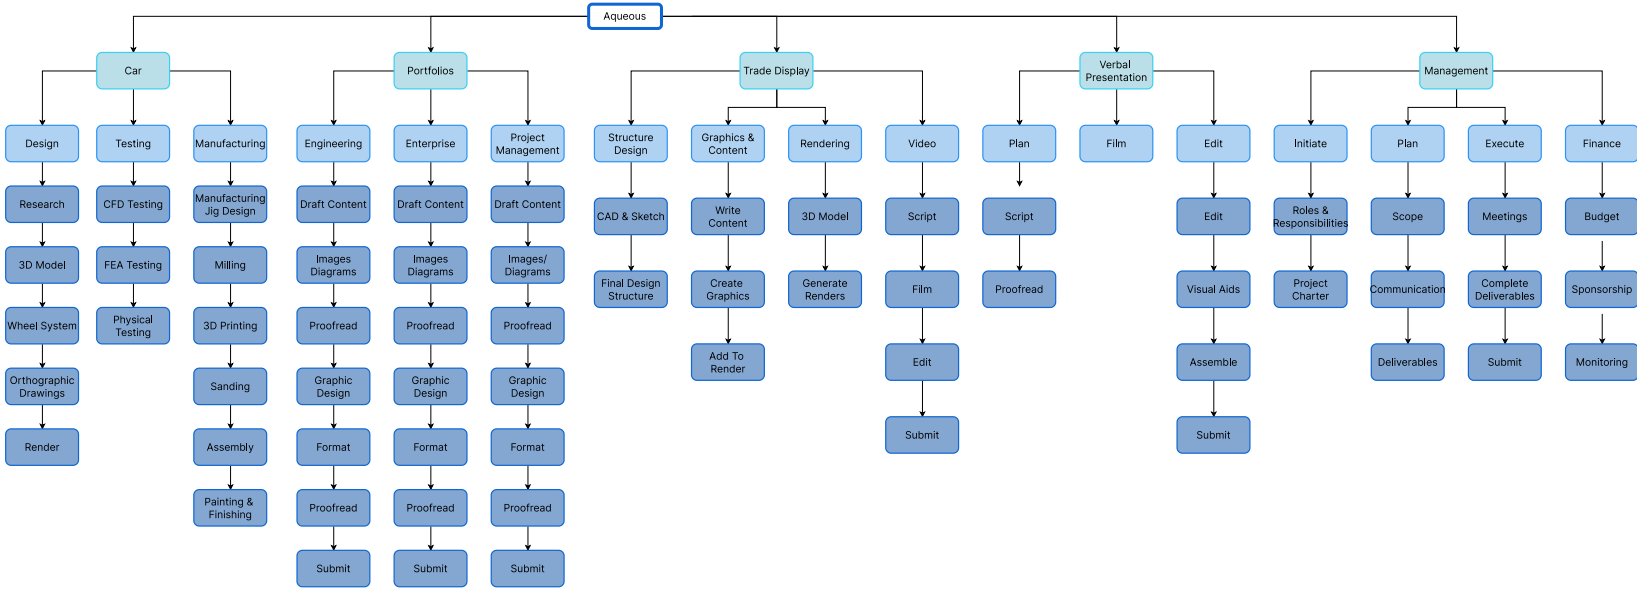 Aqueous
Car
Portfolios
Trade Display
Verbal
Presentation
Management
Design
Testing
Manufacturing
Engineering
Enterprise
Project
Management
Structure
Design
Graphics &
Content
Rendering
Video
Plan
Film
Edit
Initiate
Plan
Execute
Finance
Research
CFD Testing
Manufacturing
Jig Design
Draft Content
Draft Content
Draft Content
CAD & Sketch
Write
Content
3D Model
Script
Script
Edit
Roles &
Responsibilities
Scope
Meetings
Budget
3D Model
FEA Testing
Milling
Images
Diagrams
Images
Diagrams
Images/
Diagrams
Final Design
Structure
Create
Graphics
Generate
Renders
Film
Proofread
Visual Aids
Project
Charter
Communication
Complete
Deliverables
Sponsorship
Wheel System
Physical
Testing
3D Printing
Proofread
Proofread
Proofread
Add To
Render
Edit
Assemble
Deliverables
Submit
Monitoring
Orthographic
Drawings
Sanding
Graphic
Design
Graphic
Design
Graphic
Design
Submit
Submit
Render
Assembly
Format
Format
Format
Painting &
Finishing
Proofread
Proofread
Proofread
Submit
Submit
Submit